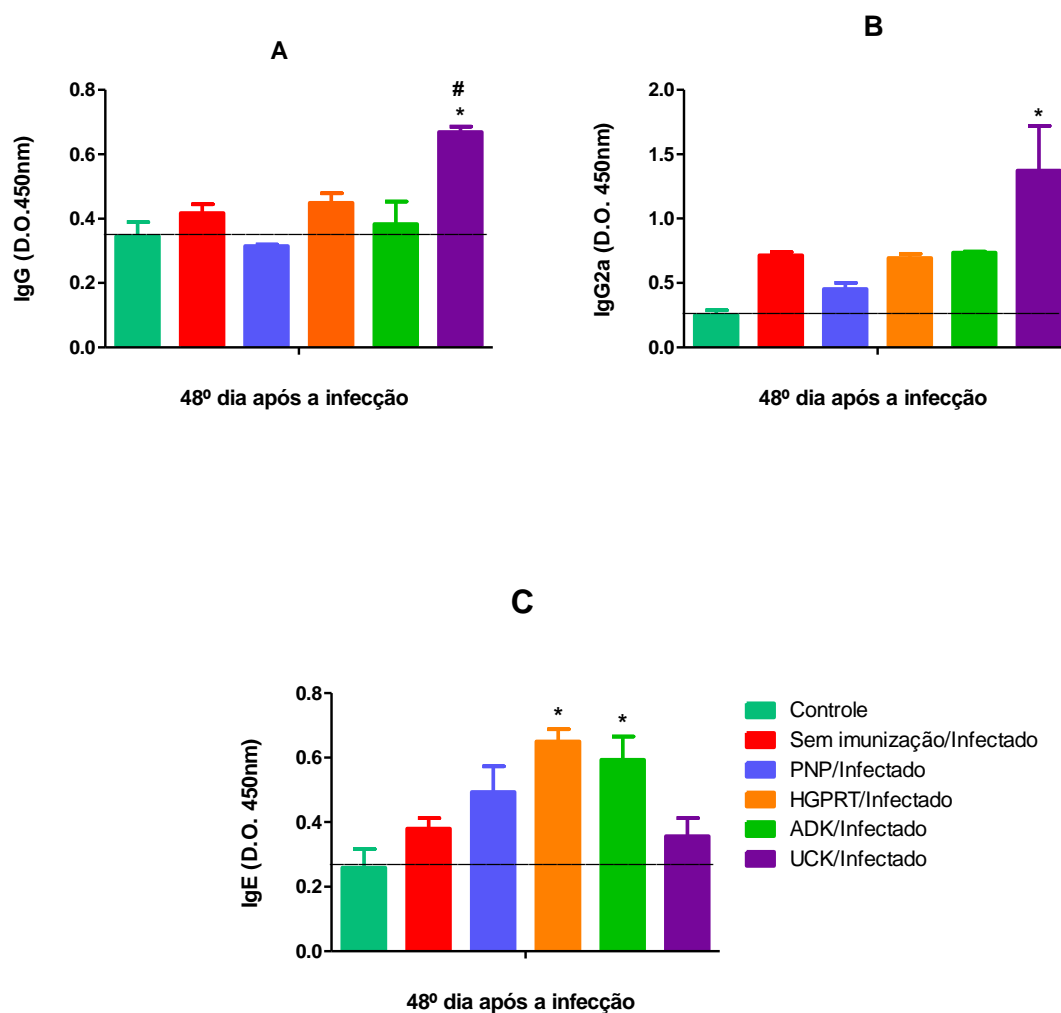 A
IgG (D.O.450nm)
0.8
0.6
0.4
0.2
0.0
#
*
48º dia após a infecção
B
IgG2a (D.O. 450nm)
2.0
1.5
1.0
0.5
0.0
*
48º dia após a infecção
C
IgE (D.O. 450nm)
0.8
0.6
0.4
0.2
0.0
* *
48º dia após a infecção
Controle
Sem imunização/Infectado
PNP/Infectado
HGPRT/Infectado
ADK/Infectado
UCK/Infectado